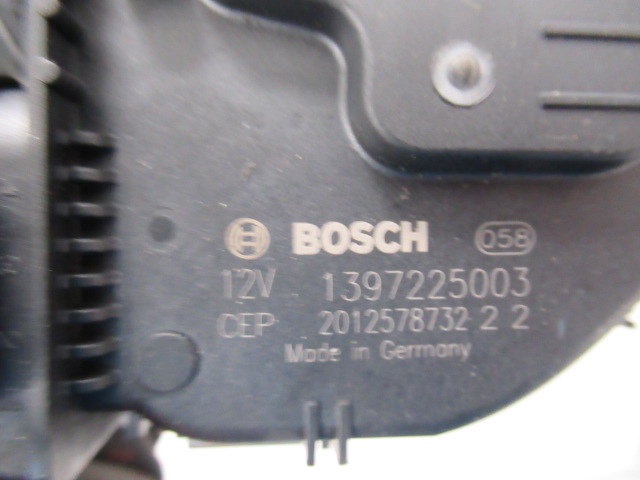 BOSCH 058
12V 1397225003
CEP 2012578732 2 2
Made in Germany